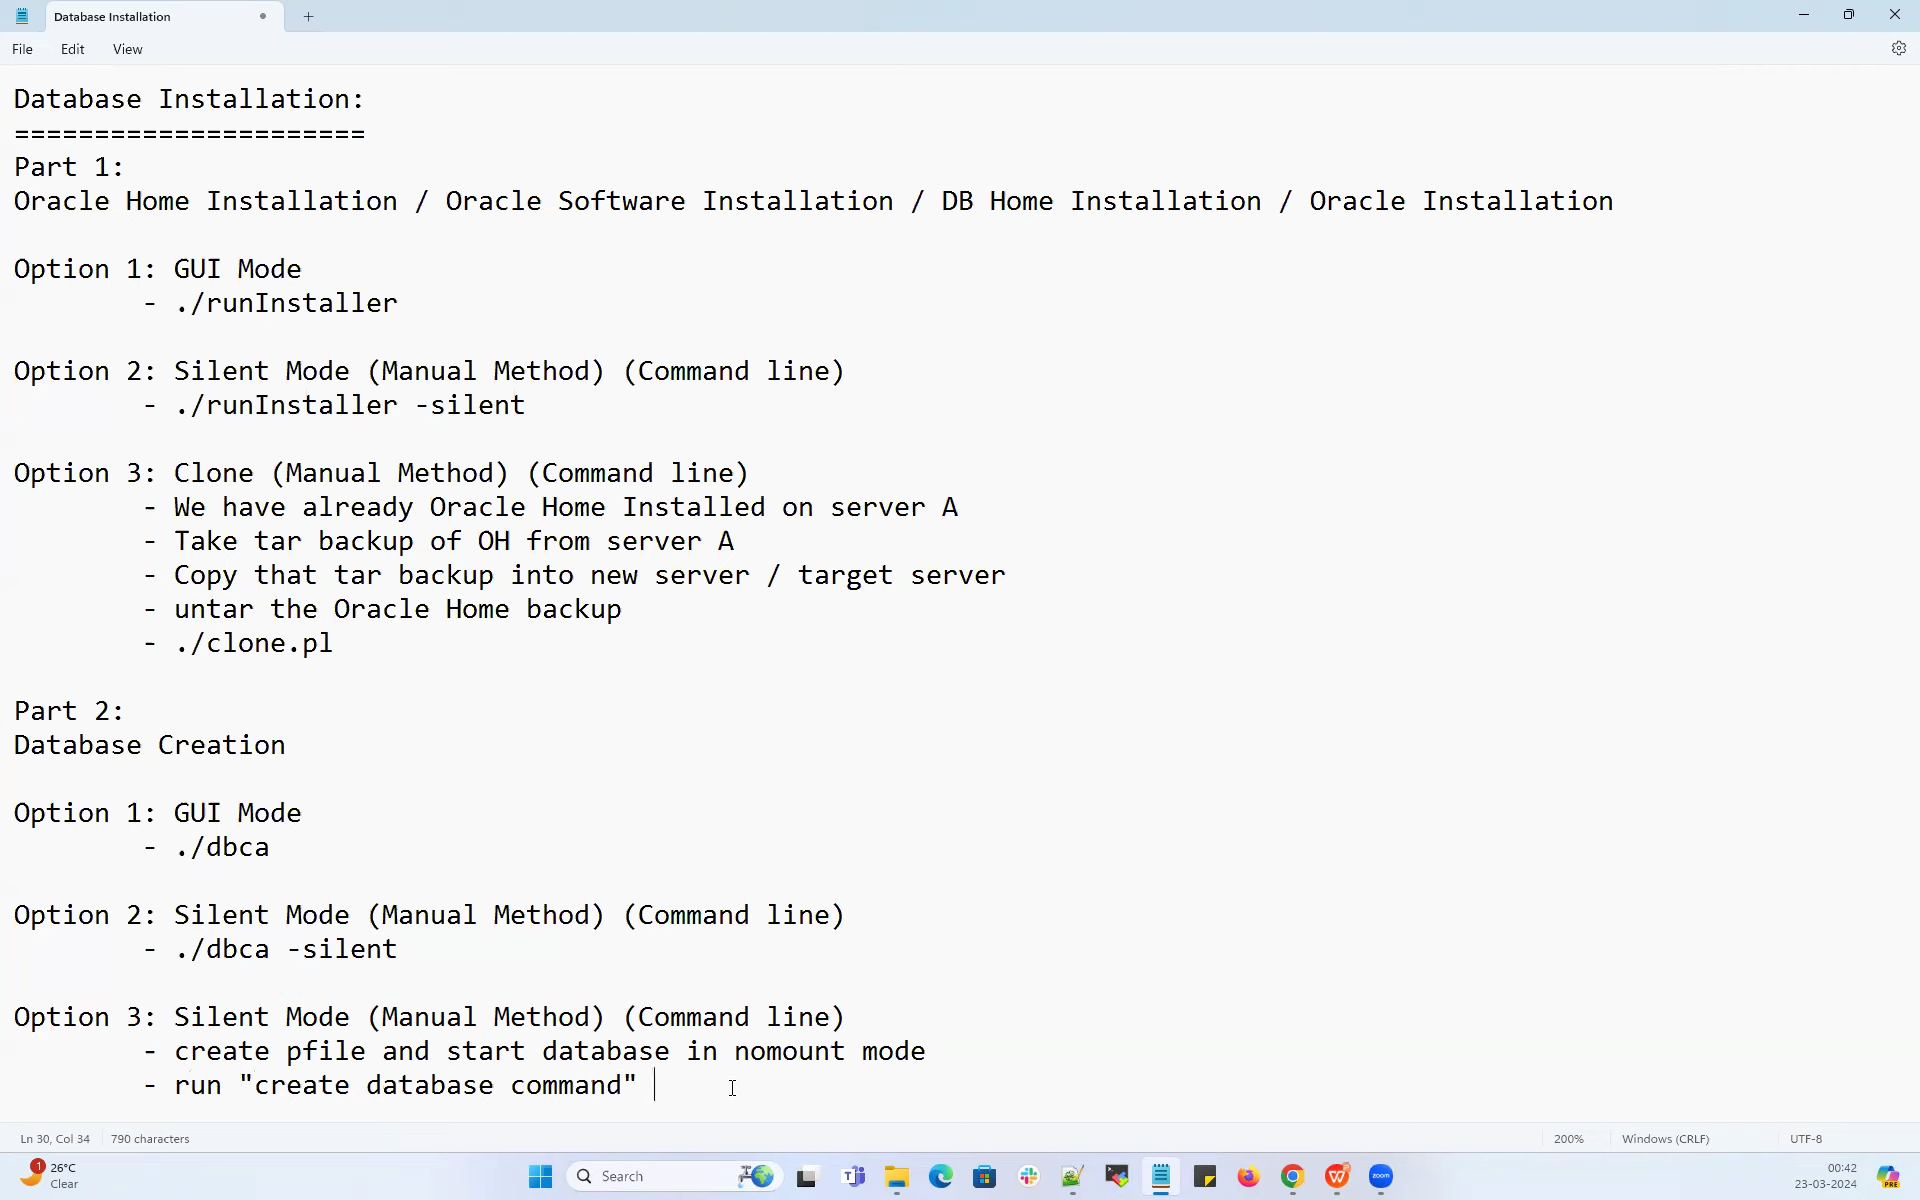 Database Installation
File
Edit
View
Database Installation:
======================
Part 1:
Oracle Home Installation / Oracle Software Installation / DB Home Installation / Oracle Installation
Option 1: GUI Mode
- ./runInstaller
Option 2: Silent Mode (Manual Method) (Command line)
- ./runInstaller -silent
Option 3: Clone (Manual Method) (Command line)
- We have already Oracle Home Installed on server A
- Take tar backup of OH from server A
- Copy that tar backup into new server / target server
- untar the Oracle Home backup
- ./clone.pl
Part 2:
Database Creation
Option 1: GUI Mode
- ./dbca
Option 2: Silent Mode (Manual Method) (Command line)
- ./dbca -silent
Option 3: Silent Mode (Manual Method) (Command line)
- create pfile and start database in nomount mode
- run "create database command"
Ln 30, Col 34
790 characters
200%
Windows (CRLF)
UTF-8
1
26°C
Clear
Search
zoom
00:42
23-03-2024
PRE